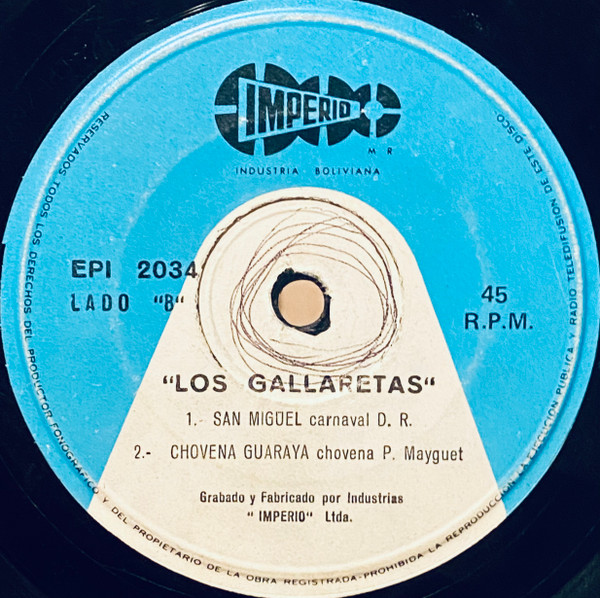 IMPERIO
M R
INDUSTRIA BOLIVIANA
EPI 2034
LADO "B"
45
R.P.M.
"LOS GALLARETAS"
1.- SAN MIGUEL carnaval D. R.
2.- CHOVENA GUARAYA chovena P. Mayguet
Grabado y Fabricado por Industrias
" IMPERIO" Ltda.
RESERVADOS TODOS LOS DERECHOS DEL PRODUCTOR FONOGRAFICO Y DEL PROPIETARIO DE LA OBRA REGISTRADA-PROHIBIDA LA REPRODUCCION, EJECUCION PUBLICA Y RADIO TELEDIFUSION DE ESTE DISCO